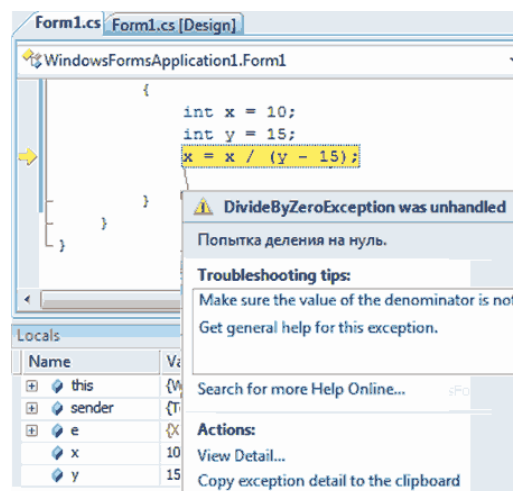 Form1.cs Form1.cs [Design]
WindowsFormsApplication1.Form1
{
int x = 10;
int y = 15;
x = x / (y - 15);
}
}
}
DivideByZeroException was unhandled
Попытка деления на нуль.
Troubleshooting tips:
Make sure the value of the denominator is not
Get general help for this exception.
Search for more Help Online...
Actions:
View Detail...
Copy exception detail to the clipboard
Locals
Name
this
sender
e {X
x 10
y 15